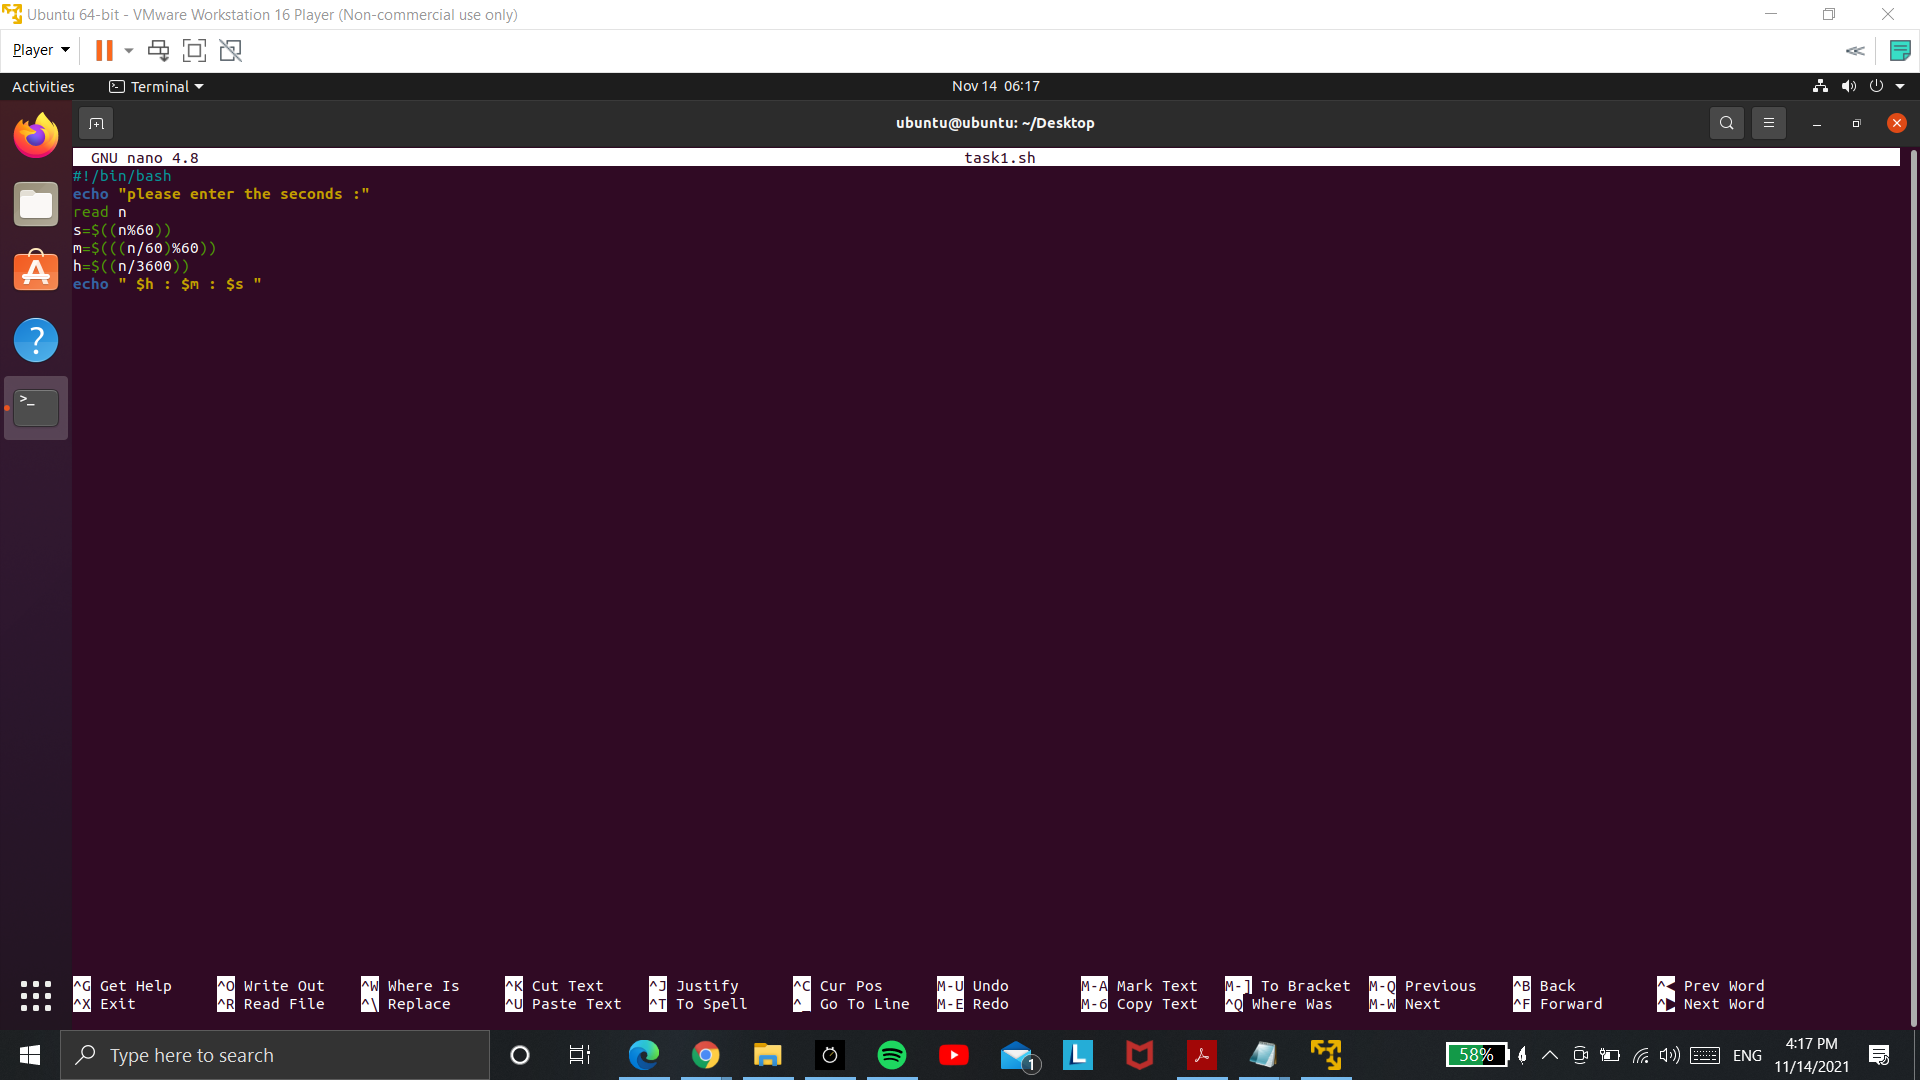 Ubuntu 64-bit - VMware Workstation 16 Player (Non-commercial use only)
Player
Activities Terminal Nov 14 06:17
ubuntu@ubuntu: ~/Desktop
GNU nano 4.8 task1.sh
#!/bin/bash
echo "please enter the seconds :"
read n
s=$((n%60))
m=$(((n/60)%60))
h=$((n/3600))
echo " $h : $m : $s "
^G Get Help ^O Write Out ^W Where Is ^K Cut Text ^J Justify ^C Cur Pos M-U Undo M-A Mark Text M-] To Bracket M-Q Previous ^B Back ^◀ Prev Word
^X Exit ^R Read File ^\ Replace ^U Paste Text ^T To Spell ^_ Go To Line M-E Redo M-6 Copy Text ^Q Where Was M-W Next ^F Forward ^▶ Next Word
Type here to search 1 L 58% ENG 4:17 PM
11/14/2021